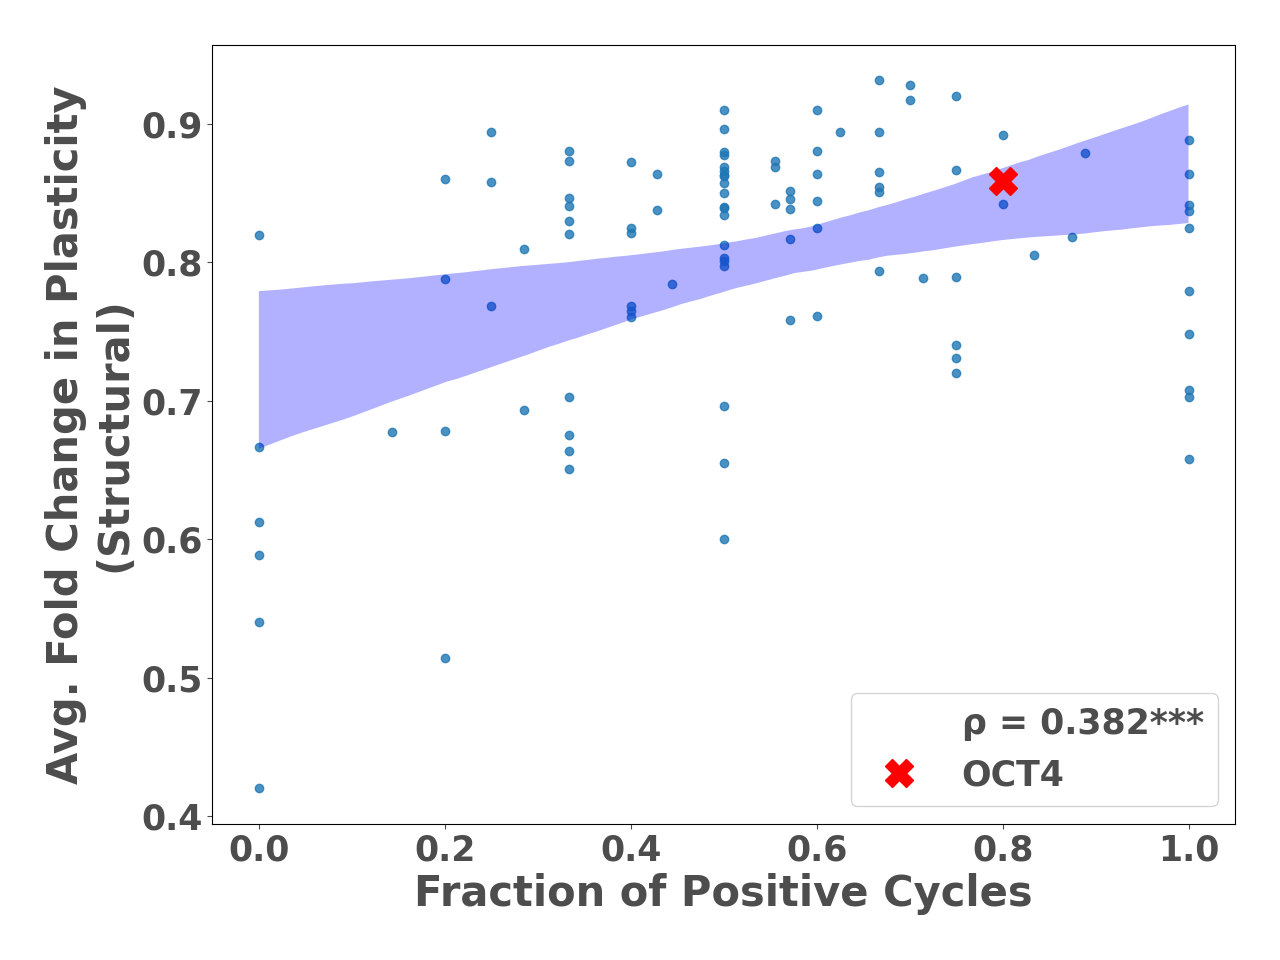 Avg. Fold Change in Plasticity
(Structural)
0.9
0.8
0.7
0.6
0.5
0.4
0.0 0.2 0.4 0.6 0.8 1.0
Fraction of Positive Cycles
ρ = 0.382***
OCT4